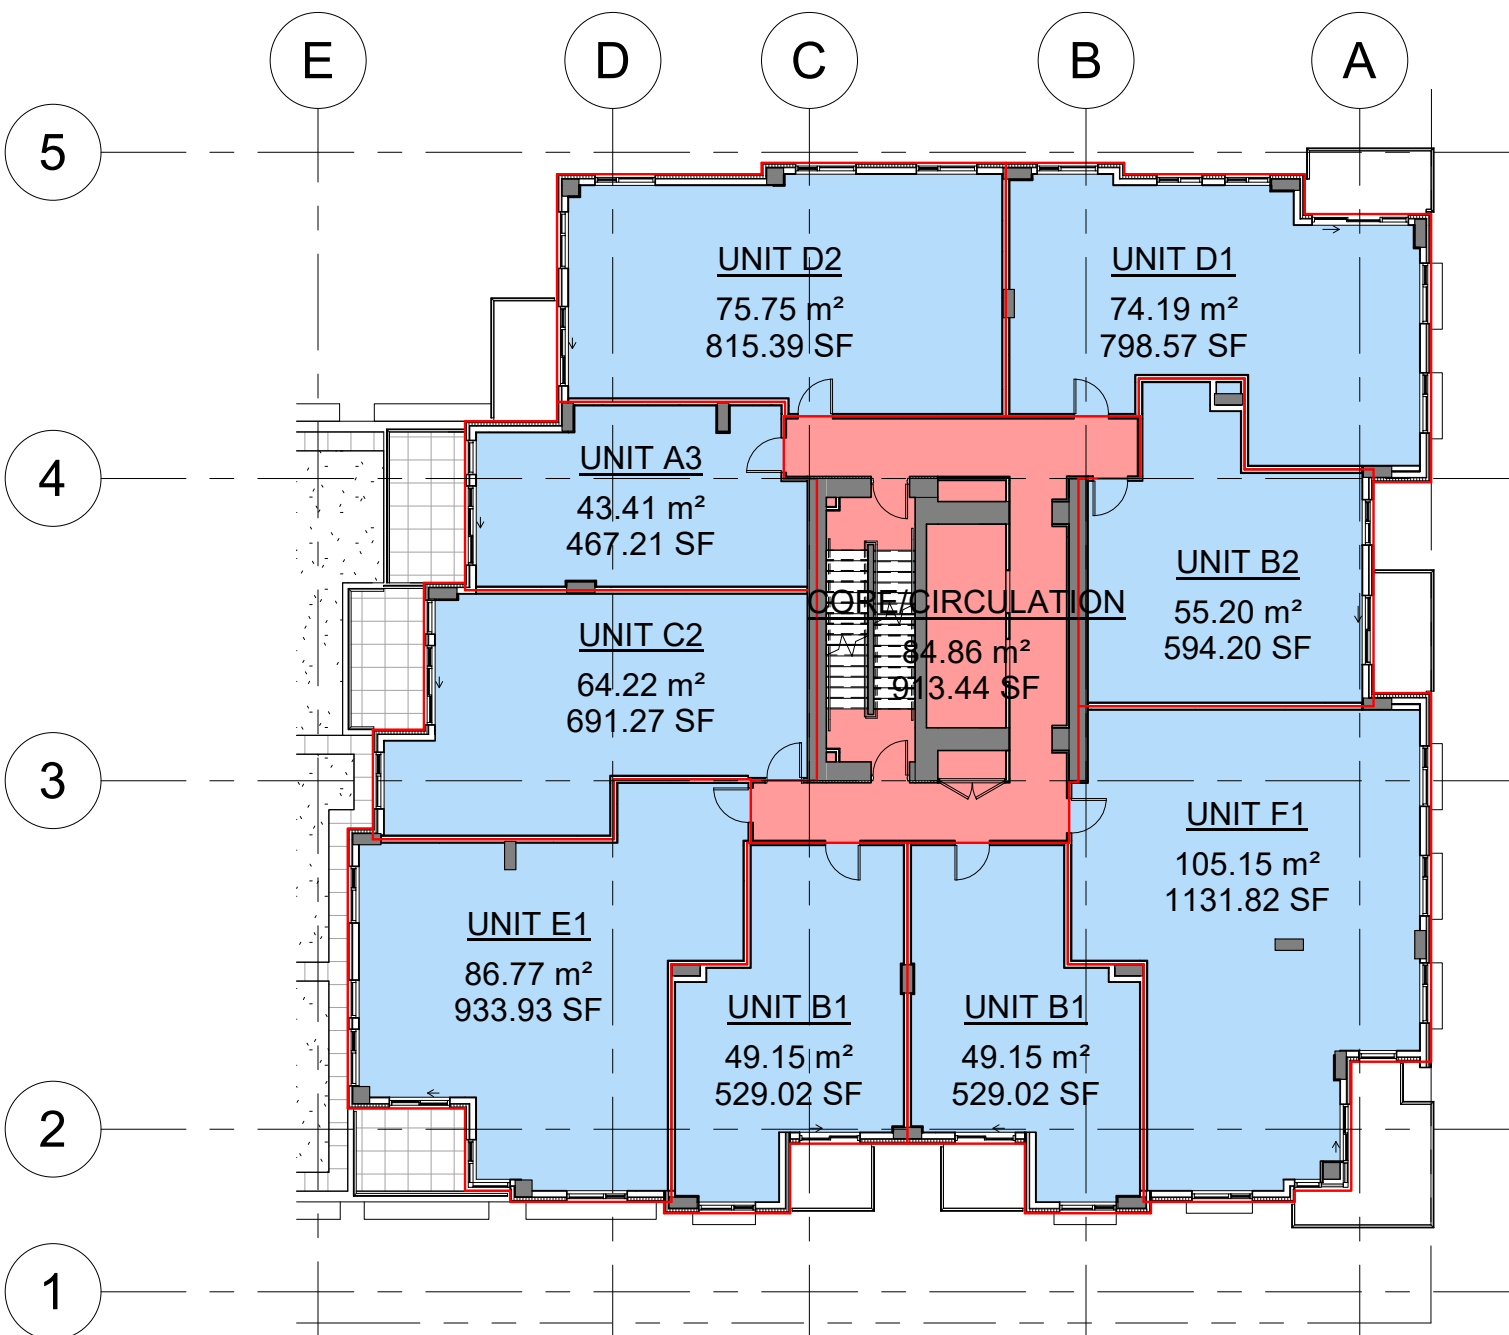 E
D
C
B
A
5
4
3
2
1
UNIT D2
75.75 m²
815.39 SF
UNIT D1
74.19 m²
798.57 SF
UNIT A3
43.41 m²
467.21 SF
UNIT B2
55.20 m²
594.20 SF
CORE/CIRCULATION
84.86 m²
913.44 SF
UNIT C2
64.22 m²
691.27 SF
UNIT F1
105.15 m²
1131.82 SF
UNIT E1
86.77 m²
933.93 SF
UNIT B1
49.15 m²
529.02 SF
UNIT B1
49.15 m²
529.02 SF